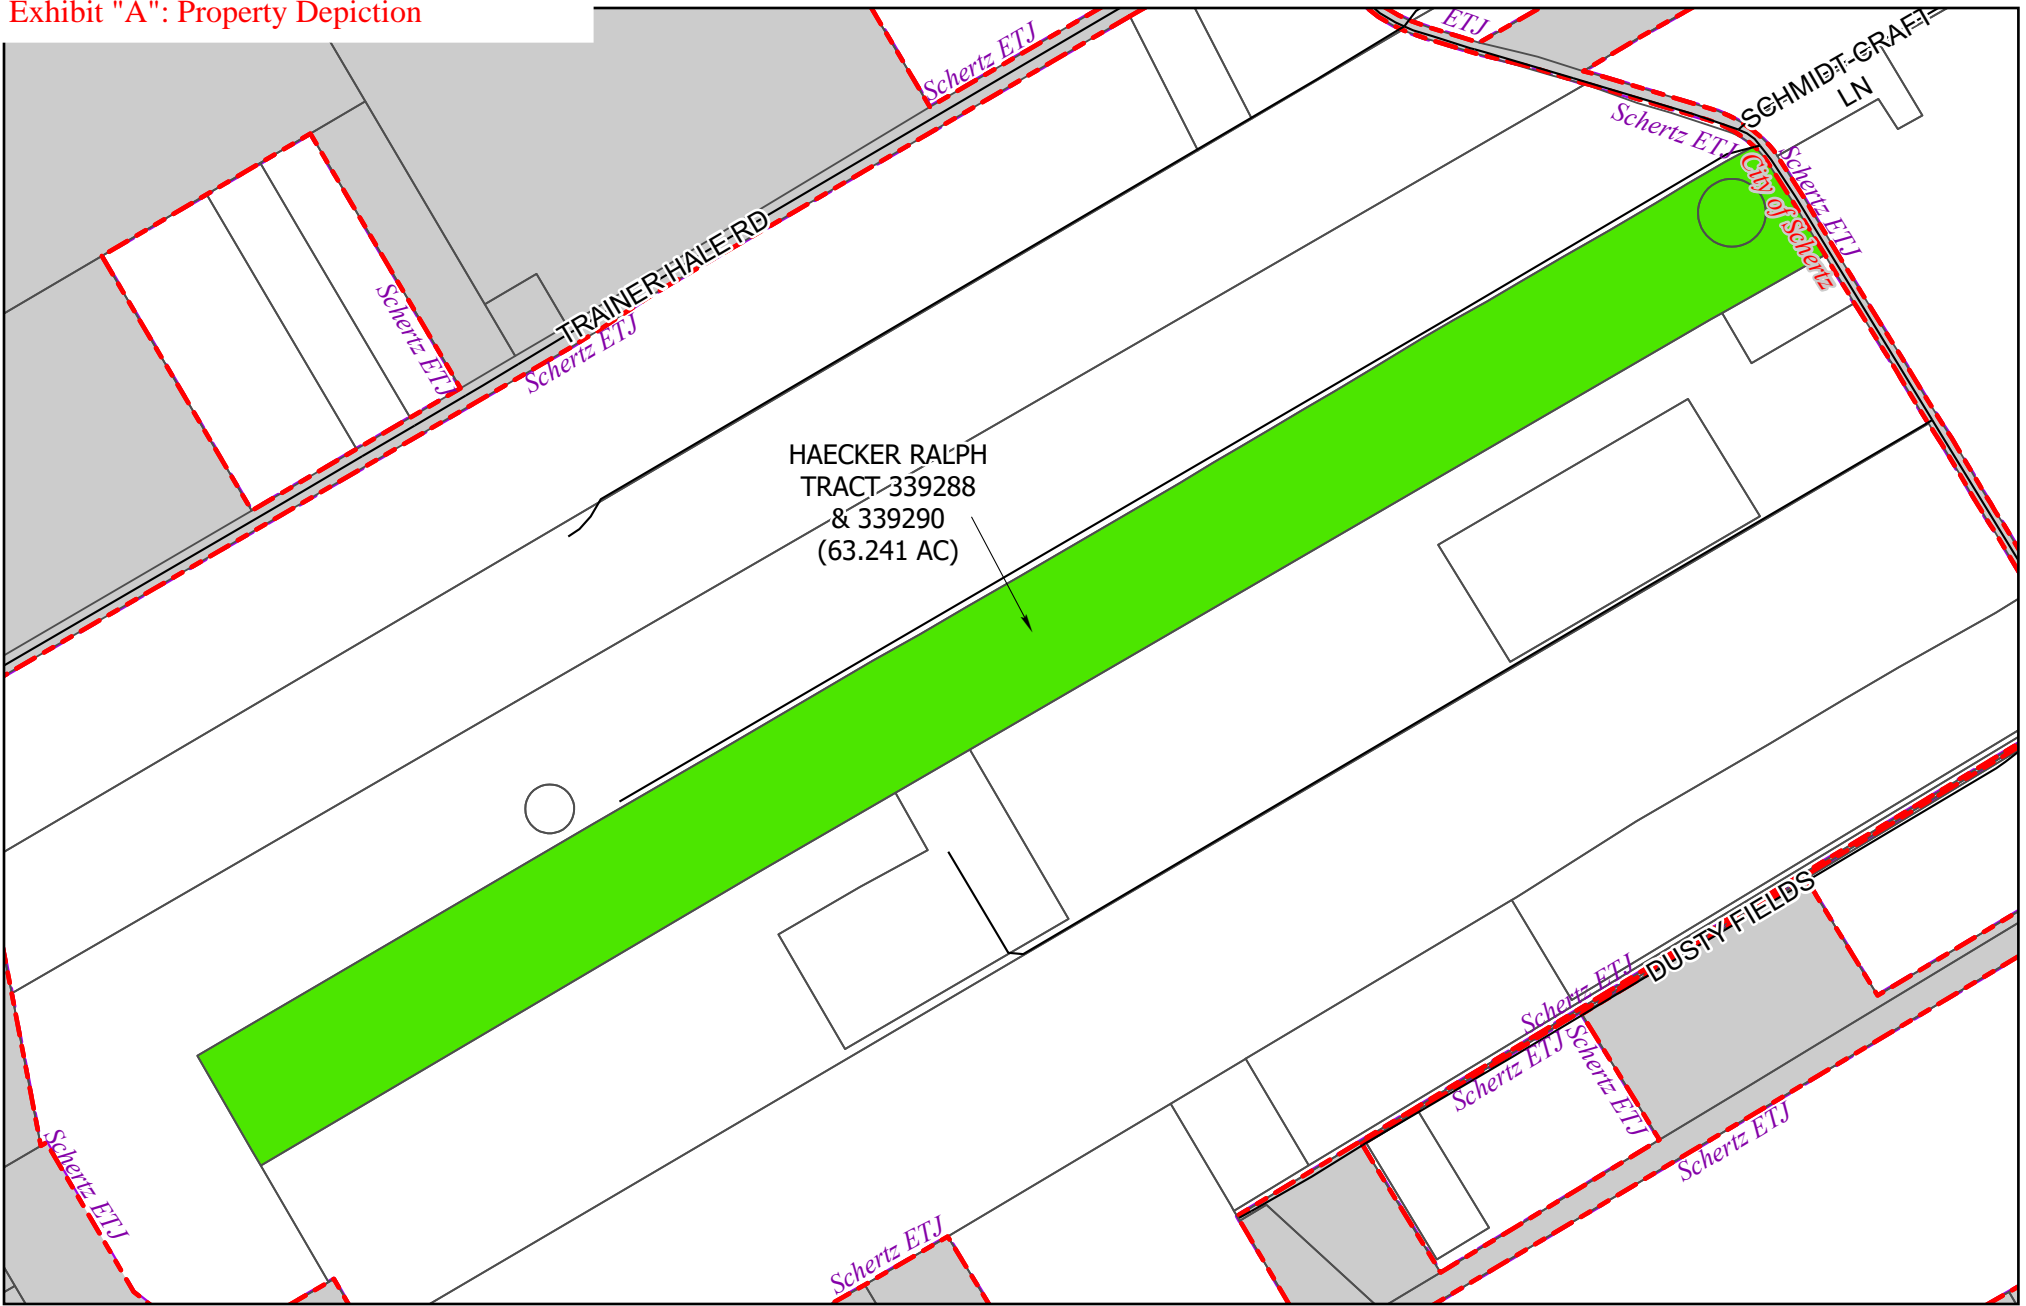 Exhibit "A": Property Depiction
ETJ
Schertz ETJ
SCHMIDT-CRAFT
LN
Schertz ETJ
Schertz ETJ
City of Schertz
TRAINER HALE RD
Schertz ETJ
Schertz ETJ
HAECKER RALPH
TRACT 339288
& 339290
(63.241 AC)
DUSTY FIELDS
Schertz ETJ
Schertz ETJ
Schertz ETJ
Schertz ETJ
Schertz ETJ
Schertz ETJ